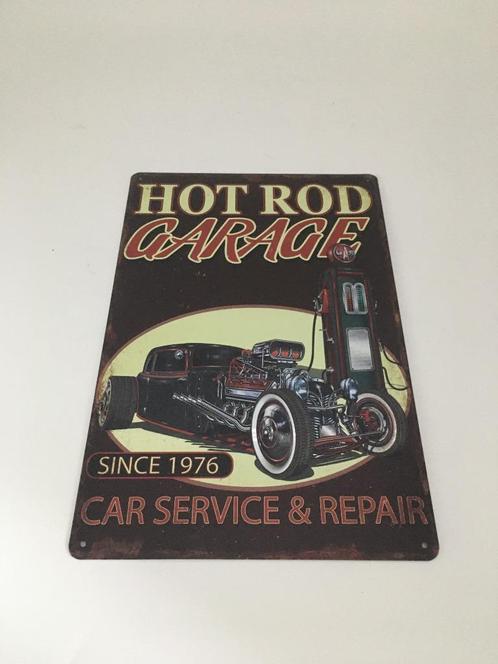 HOT ROD
GARAGE
SINCE 1976
CAR SERVICE & REPAIR